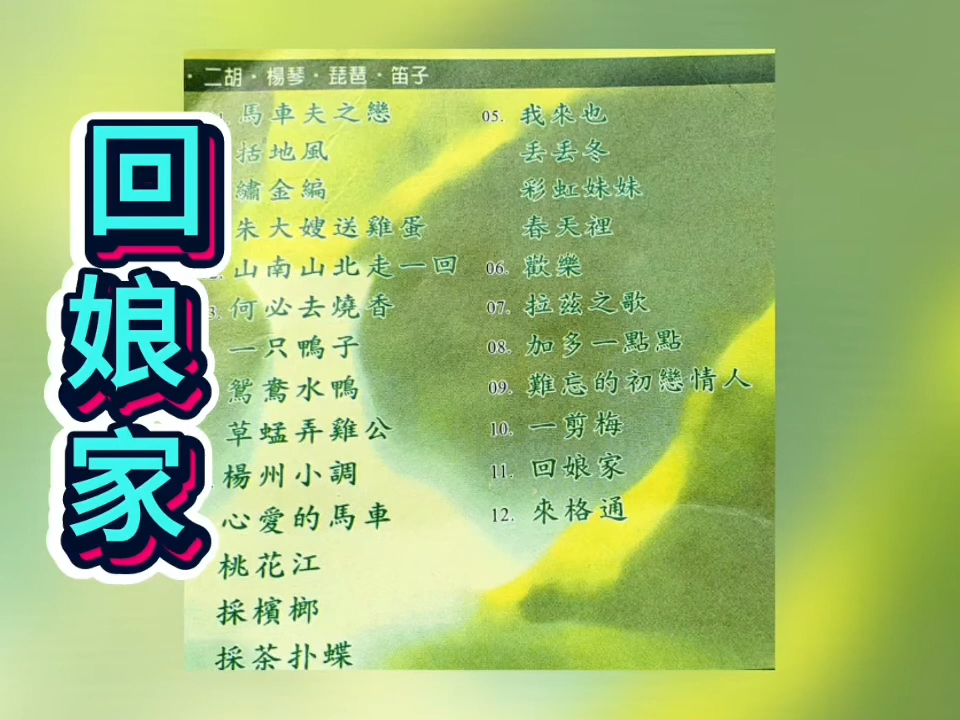 回娘家
· 二胡 · 楊琴 · 琵琶 · 笛子
馬車夫之戀
括地風
繡金編
朱大嫂送雞蛋
山南山北走一回
3. 何必去燒香
一只鴨子
鴛鴦水鴨
草蜢弄雞公
楊州小調
心愛的馬車
桃花江
採檳榔
採茶扑蝶
05. 我來也
丟丟冬
彩虹妹妹
春天裡
06. 歡樂
07. 拉茲之歌
08. 加多一點點
09. 難忘的初戀情人
10. 一剪梅
11. 回娘家
12. 來格通